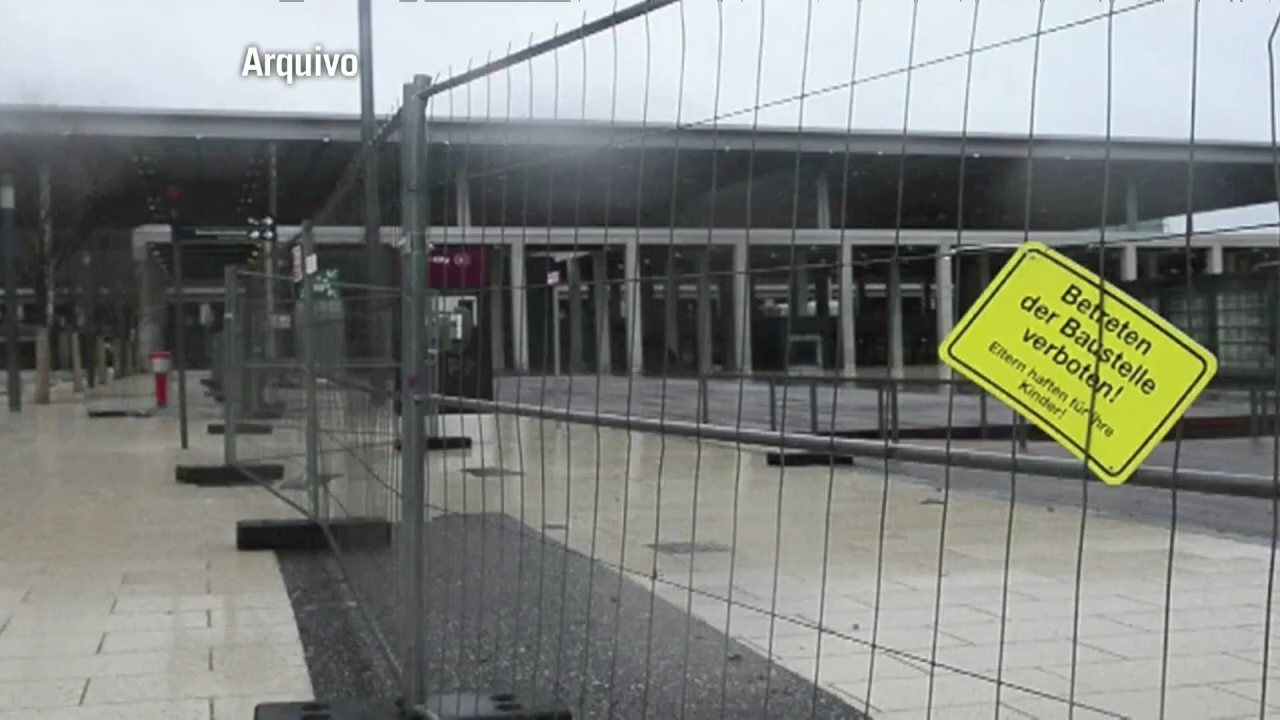 Arquivo
Betreten
der Baustelle
verboten!
Eltern haften für Ihre
Kinder!